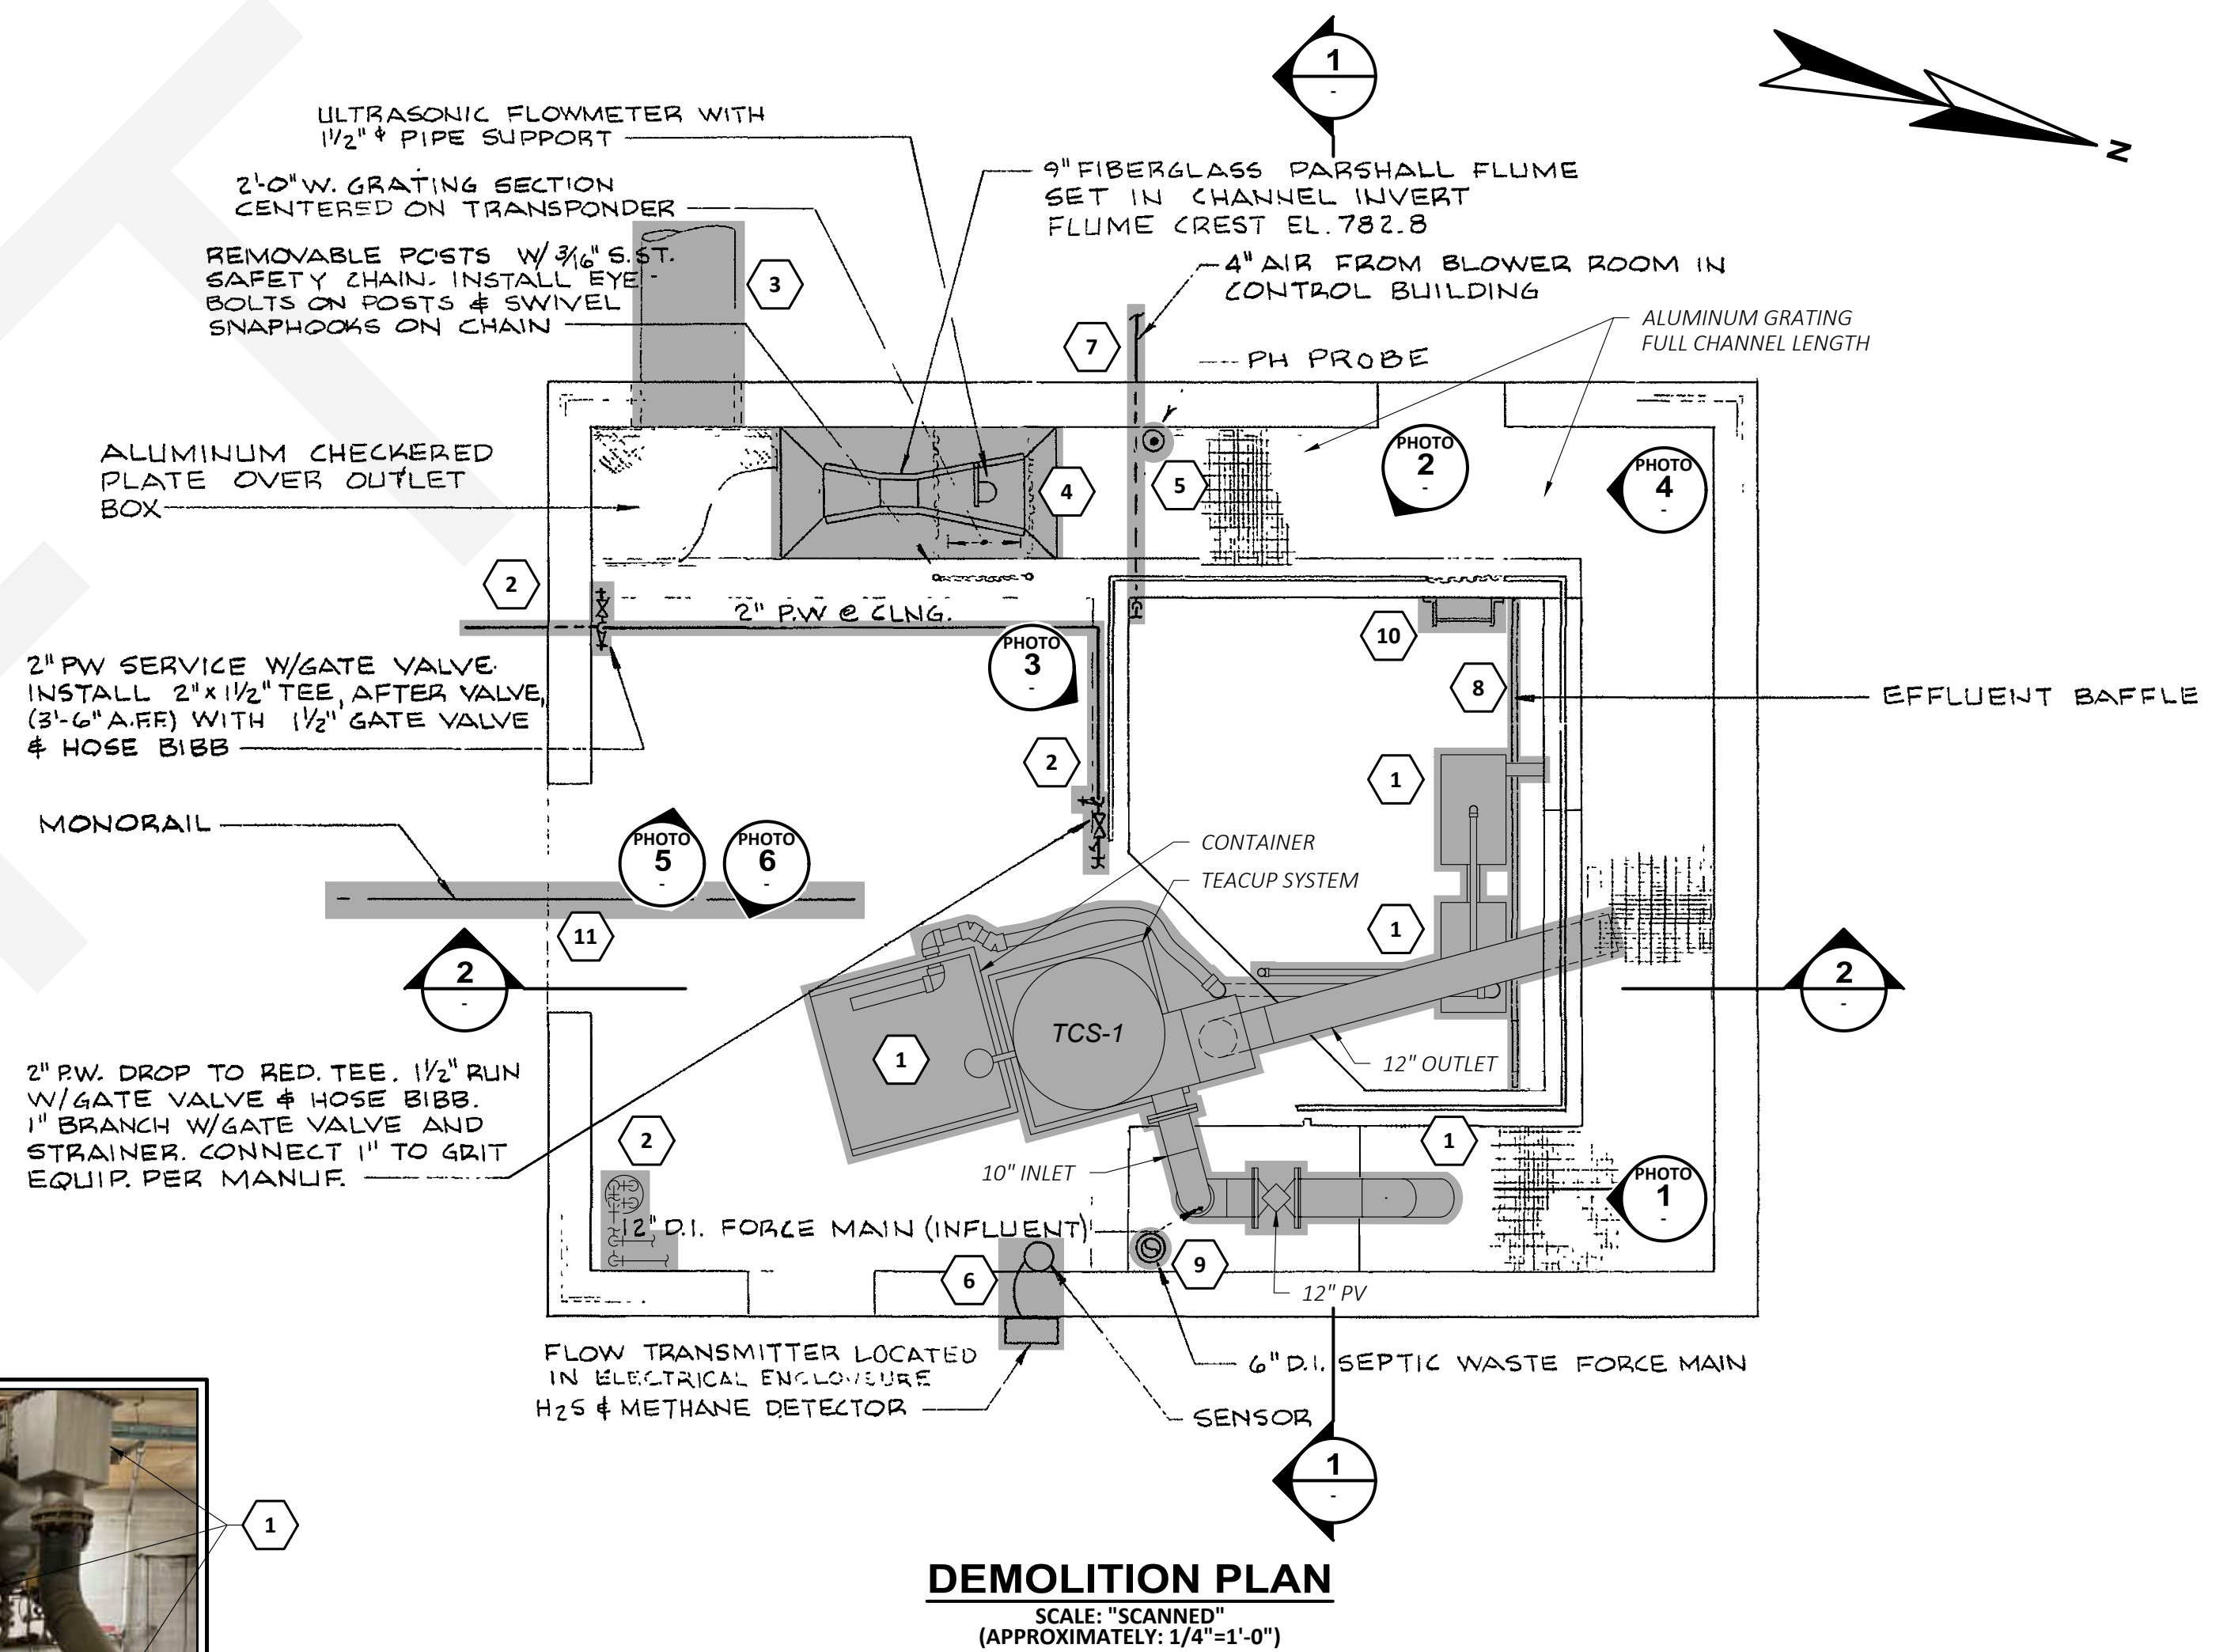 1
-
N
ULTRASONIC FLOWMETER WITH
1½" ϕ PIPE SUPPORT
2'-0" W. GRATING SECTION
CENTERED ON TRANSPONDER
REMOVABLE POSTS W/ 3/16" S.ST.
SAFETY CHAIN. INSTALL EYE
BOLTS ON POSTS & SWIVEL
SNAPHOOKS ON CHAIN
9" FIBERGLASS PARSHALL FLUME
SET IN CHANNEL INVERT
FLUME CREST EL. 782.8
4" AIR FROM BLOWER ROOM IN
CONTROL BUILDING
PH PROBE
ALUMINUM GRATING
FULL CHANNEL LENGTH
3
7
ALUMINUM CHECKERED
PLATE OVER OUTLET
BOX
4
5
PHOTO
2
-
PHOTO
4
-
2
2" P.W @ CLNG.
10
PHOTO
3
-
8
EFFLUENT BAFFLE
2" PW SERVICE W/GATE VALVE.
INSTALL 2" x 1½" TEE, AFTER VALVE,
(3'-6" A.F.F.) WITH 1½" GATE VALVE
& HOSE BIBB
2
1
MONORAIL
PHOTO
5
-
PHOTO
6
-
CONTAINER
TEACUP SYSTEM
11
1
2
-
2
-
TCS-1
1
12" OUTLET
2" P.W. DROP TO RED. TEE. 1½" RUN
W/GATE VALVE & HOSE BIBB.
1" BRANCH W/GATE VALVE AND
STRAINER. CONNECT 1" TO GRIT
EQUIP. PER MANUF.
2
1
10" INLET
PHOTO
1
-
12" D.I. FORCE MAIN (INFLUENT)
6
9
12" PV
FLOW TRANSMITTER LOCATED
IN ELECTRICAL ENCLOVEURE
H2S & METHANE DETECTOR
6" D.I. SEPTIC WASTE FORCE MAIN
SENSOR
1
-
1
DEMOLITION PLAN
SCALE: "SCANNED"
(APPROXIMATELY: 1/4"=1'-0")